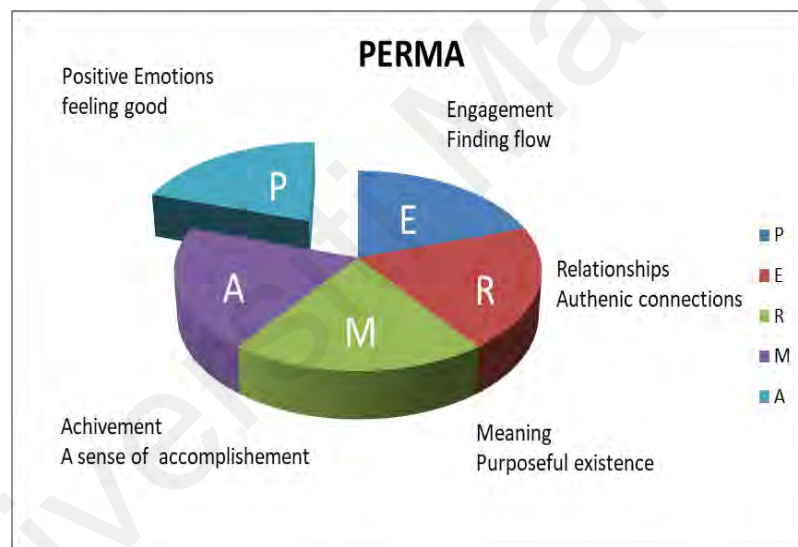 PERMA
Positive Emotions
feeling good
Engagement
Finding flow
P
E
A
R
M
Relationships
Authenic connections
P
E
R
M
A
Achivement
A sense of accomplishement
Meaning
Purposeful existence